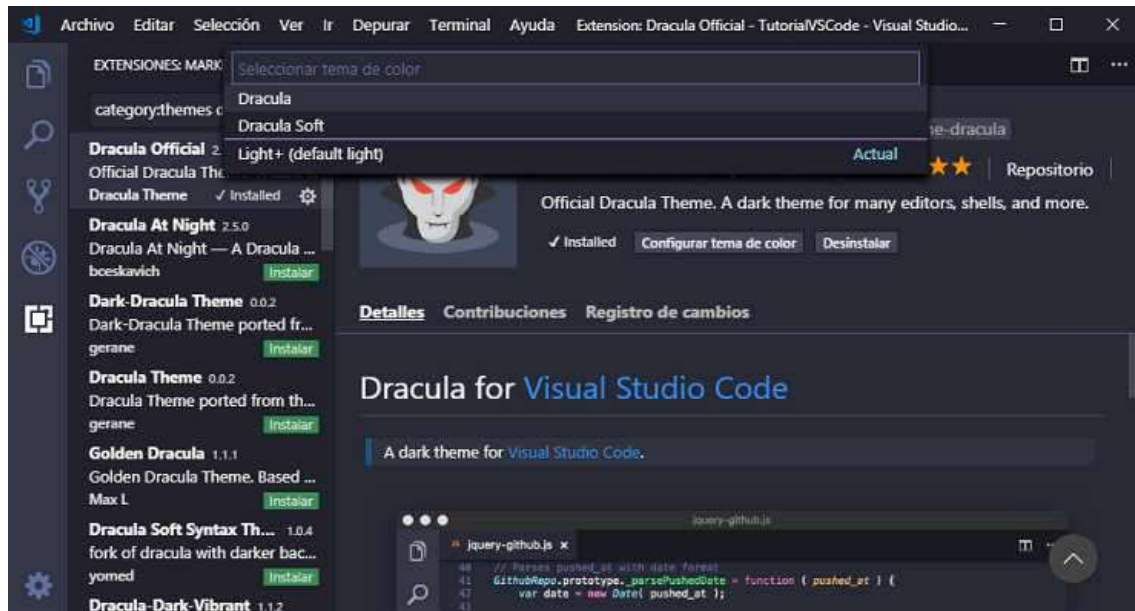 Archivo Editar Selección Ver Ir Depurar Terminal Ayuda Extension: Dracula Official - TutorialVSCode - Visual Studio...
EXTENSIONES: MARK
Seleccionar tema de color
Dracula
Dracula Soft
Light+ (default light) Actual
category:themes d
Dracula Official 2
Official Dracula The
Dracula Theme ✓ Installed
Dracula At Night 2.5.0
Dracula At Night — A Dracula ...
bceskavich Instalar
Dark-Dracula Theme 0.0.2
Dark-Dracula Theme ported fr...
gerane Instalar
Dracula Theme 0.0.2
Dracula Theme ported from th...
gerane Instalar
Golden Dracula 1.1.1
Golden Dracula Theme. Based ...
Max L Instalar
Dracula Soft Syntax Th... 1.0.4
fork of dracula with darker bac...
yomed Instalar
Dracula-Dark-Vibrant 1.1.2
me-dracula
Repositorio
Official Dracula Theme. A dark theme for many editors, shells, and more.
✓ Installed Configurar tema de color Desinstalar
Detalles Contribuciones Registro de cambios
Dracula for Visual Studio Code
A dark theme for Visual Studio Code.
jquery-github.js
jquery-github.js ×
40 // Parses pushed_at with date format
41 GithubRepo.prototype._parsePushedDate = function ( pushed_at ) {
42 var date = new Date( pushed_at );
43